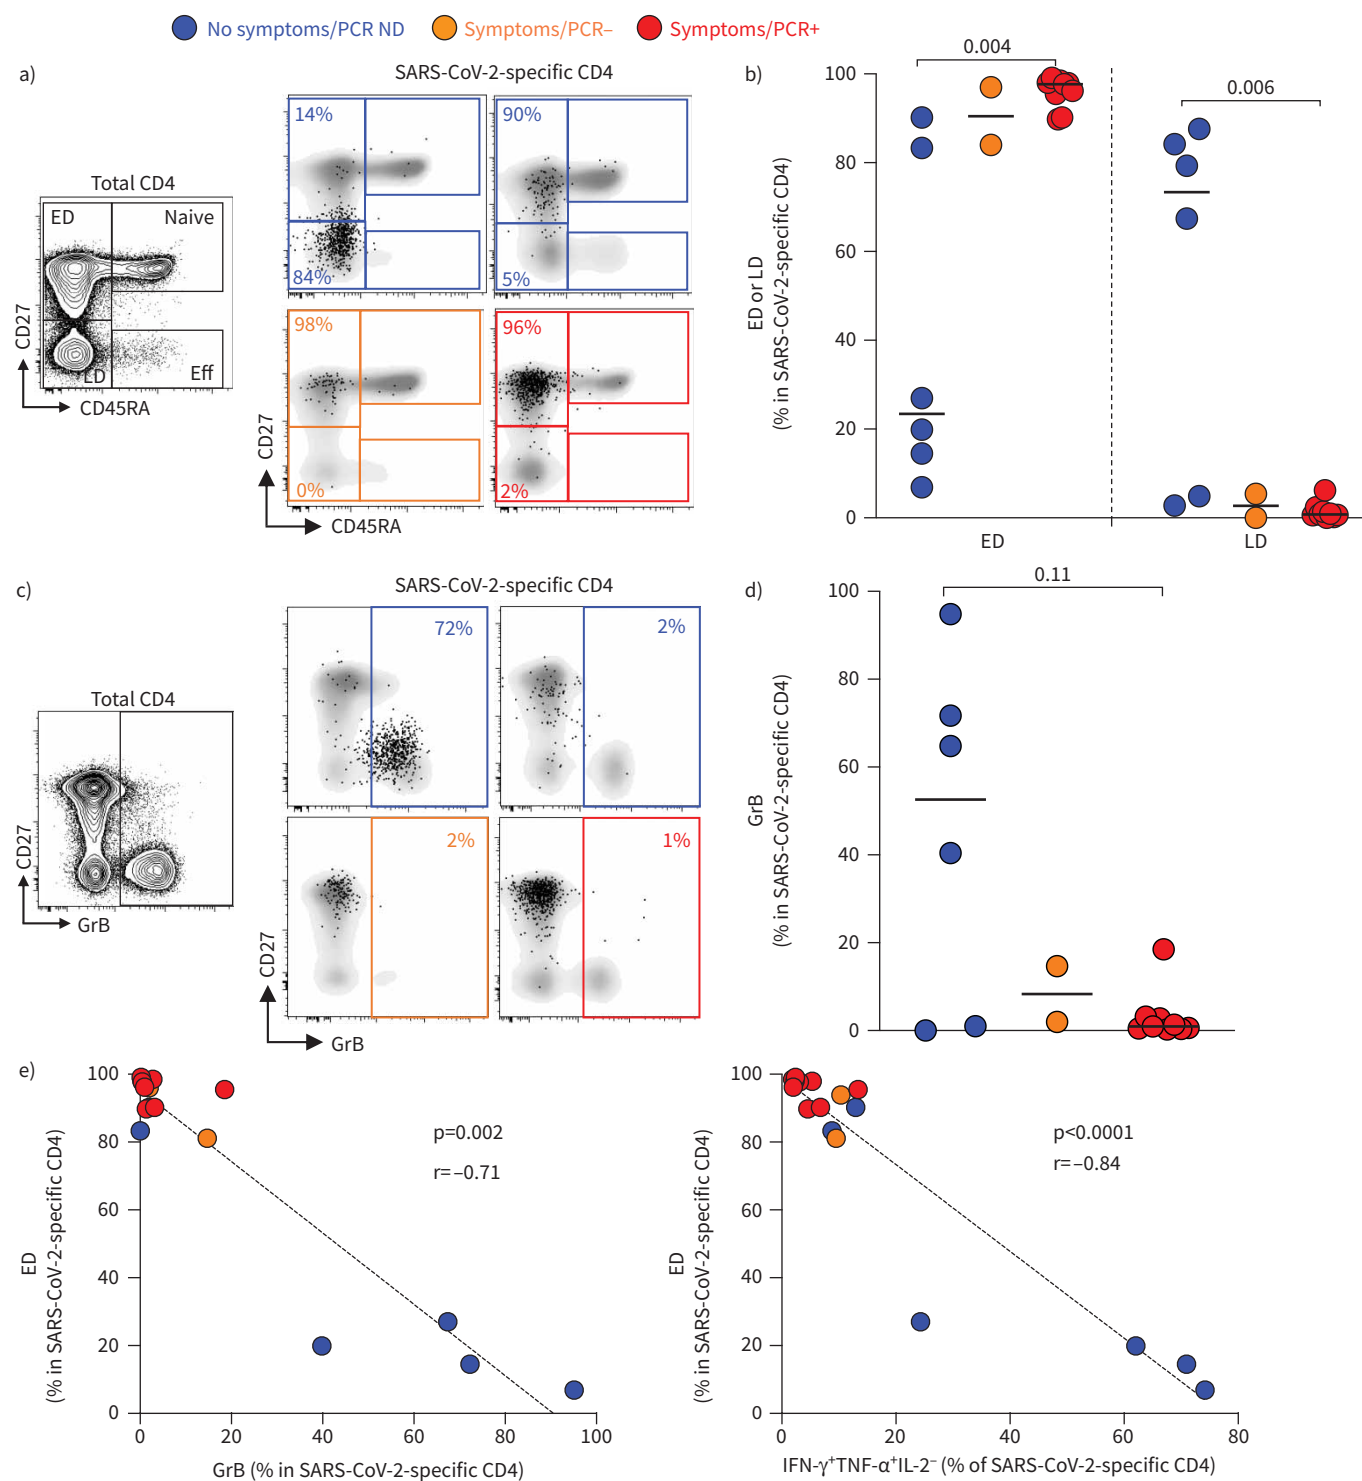 No symptoms/PCR ND Symptoms/PCR– Symptoms/PCR+
a)
SARS-CoV-2-specific CD4
Total CD4
ED
Naive
LD
Eff
CD27
CD45RA
14%
84%
90%
5%
98%
0%
96%
2%
CD27
CD45RA
b)
0.004
0.006
ED or LD
(% in SARS-CoV-2-specific CD4)
100
80
60
40
20
0
ED
LD
c)
SARS-CoV-2-specific CD4
Total CD4
CD27
GrB
72%
2%
2%
1%
CD27
GrB
d)
0.11
GrB
(% in SARS-CoV-2-specific CD4)
100
80
60
40
20
0
e)
ED
(% in SARS-CoV-2-specific CD4)
100
80
60
40
20
0
p=0.002
r=–0.71
0 20 40 60 80 100
GrB (% in SARS-CoV-2-specific CD4)
ED
(% in SARS-CoV-2-specific CD4)
100
80
60
40
20
0
p<0.0001
r=–0.84
0 20 40 60 80
IFN-γ⁺TNF-α⁺IL-2⁻ (% of SARS-CoV-2-specific CD4)